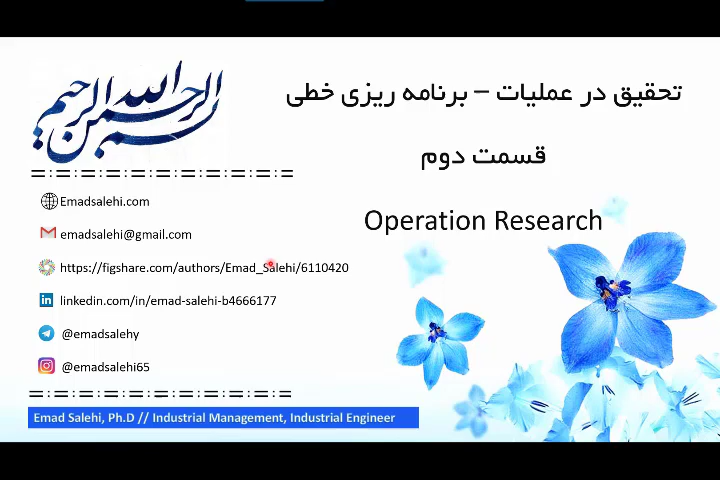 بسم الله الرحمن الرحیم
تحقیق در عملیات – برنامه ریزی خطی
قسمت دوم
Operation Research
Emadsalehi.com
emadsalehi@gmail.com
https://figshare.com/authors/Emad_Salehi/6110420
linkedin.com/in/emad-salehi-b4666177
@emadsalehy
@emadsalehi65
Emad Salehi, Ph.D // Industrial Management, Industrial Engineer